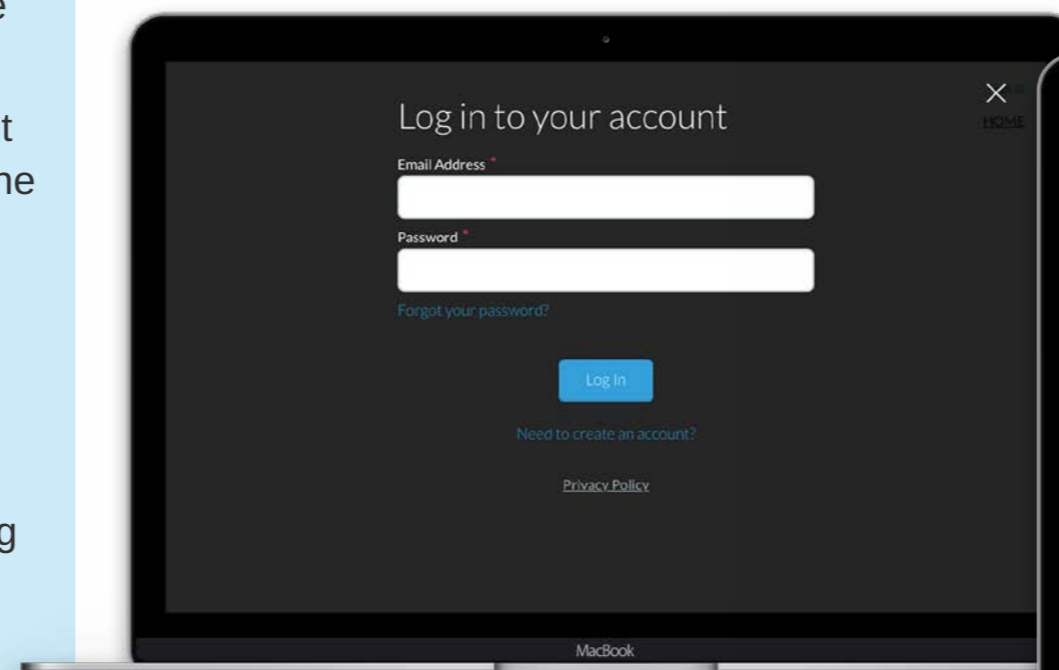 Log in to your account
HOME
Email Address *
Password *
Forgot your password?
Log In
Need to create an account?
Privacy Policy
MacBook